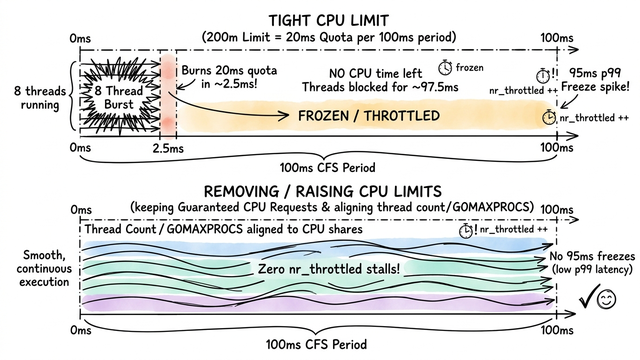 TIGHT CPU LIMIT
(200m Limit = 20ms Quota per 100ms period)
0ms
100ms
8 threads
running
8 Thread
Burst
Burns 20ms quota
in ~2.5ms!
NO CPU time left
Threads blocked for ~97.5ms
frozen
!
nr_throttled ++
95ms p99
Freeze spike!
FROZEN / THROTTLED
nr_throttled ++
0ms
2.5ms
100ms
100ms CFS Period
REMOVING / RAISING CPU LIMITS
(keeping Guaranteed CPU Requests & aligning thread count/GOMAXPROCS)
0ms
100ms
Thread Count / GOMAXPROCS aligned to CPU shares
! nr_throttled ++
Smooth,
continuous
execution
Zero nr_throttled stalls!
No 95ms freezes
(low p99 latency)
0ms
100ms
100ms CFS Period